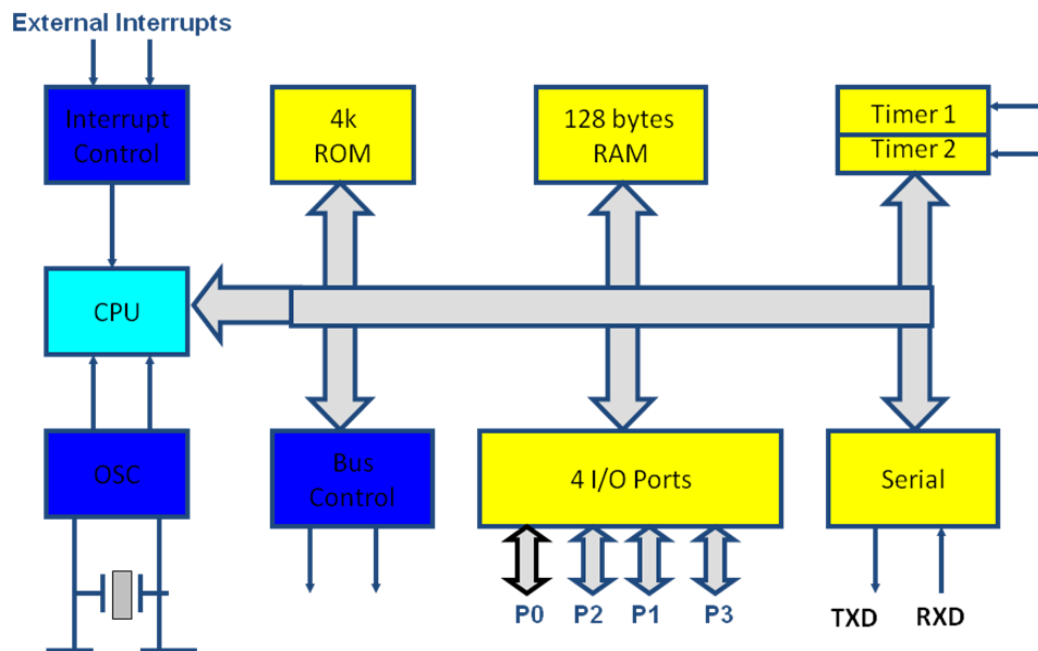 External Interrupts
Interrupt
Control
4k
ROM
128 bytes
RAM
Timer 1
Timer 2
CPU
OSC
Bus
Control
4 I/O Ports
Serial
P0 P2 P1 P3
TXD RXD